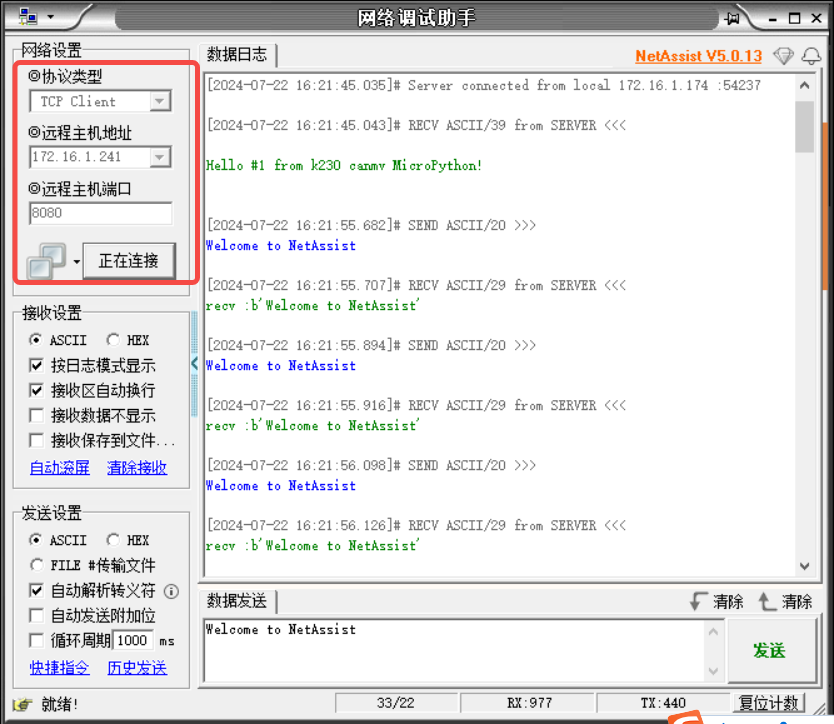 网络调试助手
网络设置
协议类型
TCP Client
远程主机地址
172.16.1.241
远程主机端口
8080
正在连接
接收设置
ASCII HEX
按日志模式显示
接收区自动换行
接收数据不显示
接收保存到文件...
自动滚屏 清除接收
发送设置
ASCII HEX
FILE #传输文件
自动解析转义符
自动发送附加位
循环周期 1000 ms
快捷指令 历史发送
数据日志
NetAssist V5.0.13
[2024-07-22 16:21:45.035]# Server connected from local 172.16.1.174 :54237
[2024-07-22 16:21:45.043]# RECV ASCII/39 from SERVER <<<
Hello #1 from k230 canmv MicroPython!
[2024-07-22 16:21:55.682]# SEND ASCII/20 >>>
Welcome to NetAssist
[2024-07-22 16:21:55.707]# RECV ASCII/29 from SERVER <<<
recv :b'Welcome to NetAssist'
[2024-07-22 16:21:55.894]# SEND ASCII/20 >>>
Welcome to NetAssist
[2024-07-22 16:21:55.916]# RECV ASCII/29 from SERVER <<<
recv :b'Welcome to NetAssist'
[2024-07-22 16:21:56.098]# SEND ASCII/20 >>>
Welcome to NetAssist
[2024-07-22 16:21:56.126]# RECV ASCII/29 from SERVER <<<
recv :b'Welcome to NetAssist'
数据发送 清除 清除
Welcome to NetAssist
发送
就绪! 33/22 RX:977 TX:440 复位计数